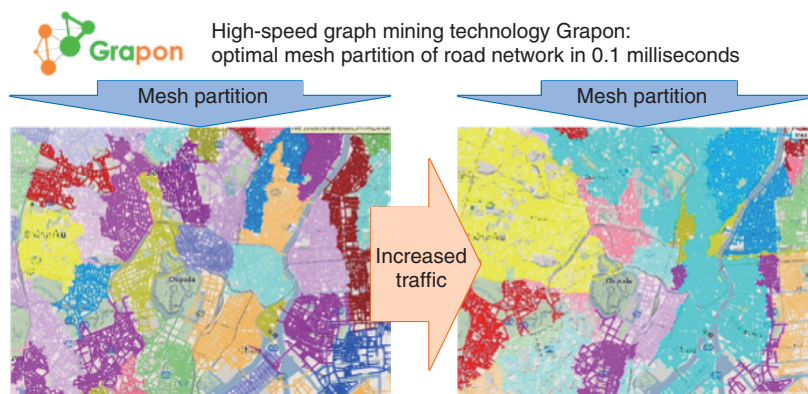 Grapon
High-speed graph mining technology Grapon:
optimal mesh partition of road network in 0.1 milliseconds
Mesh partition
Mesh partition
Increased
traffic
Chiyoda